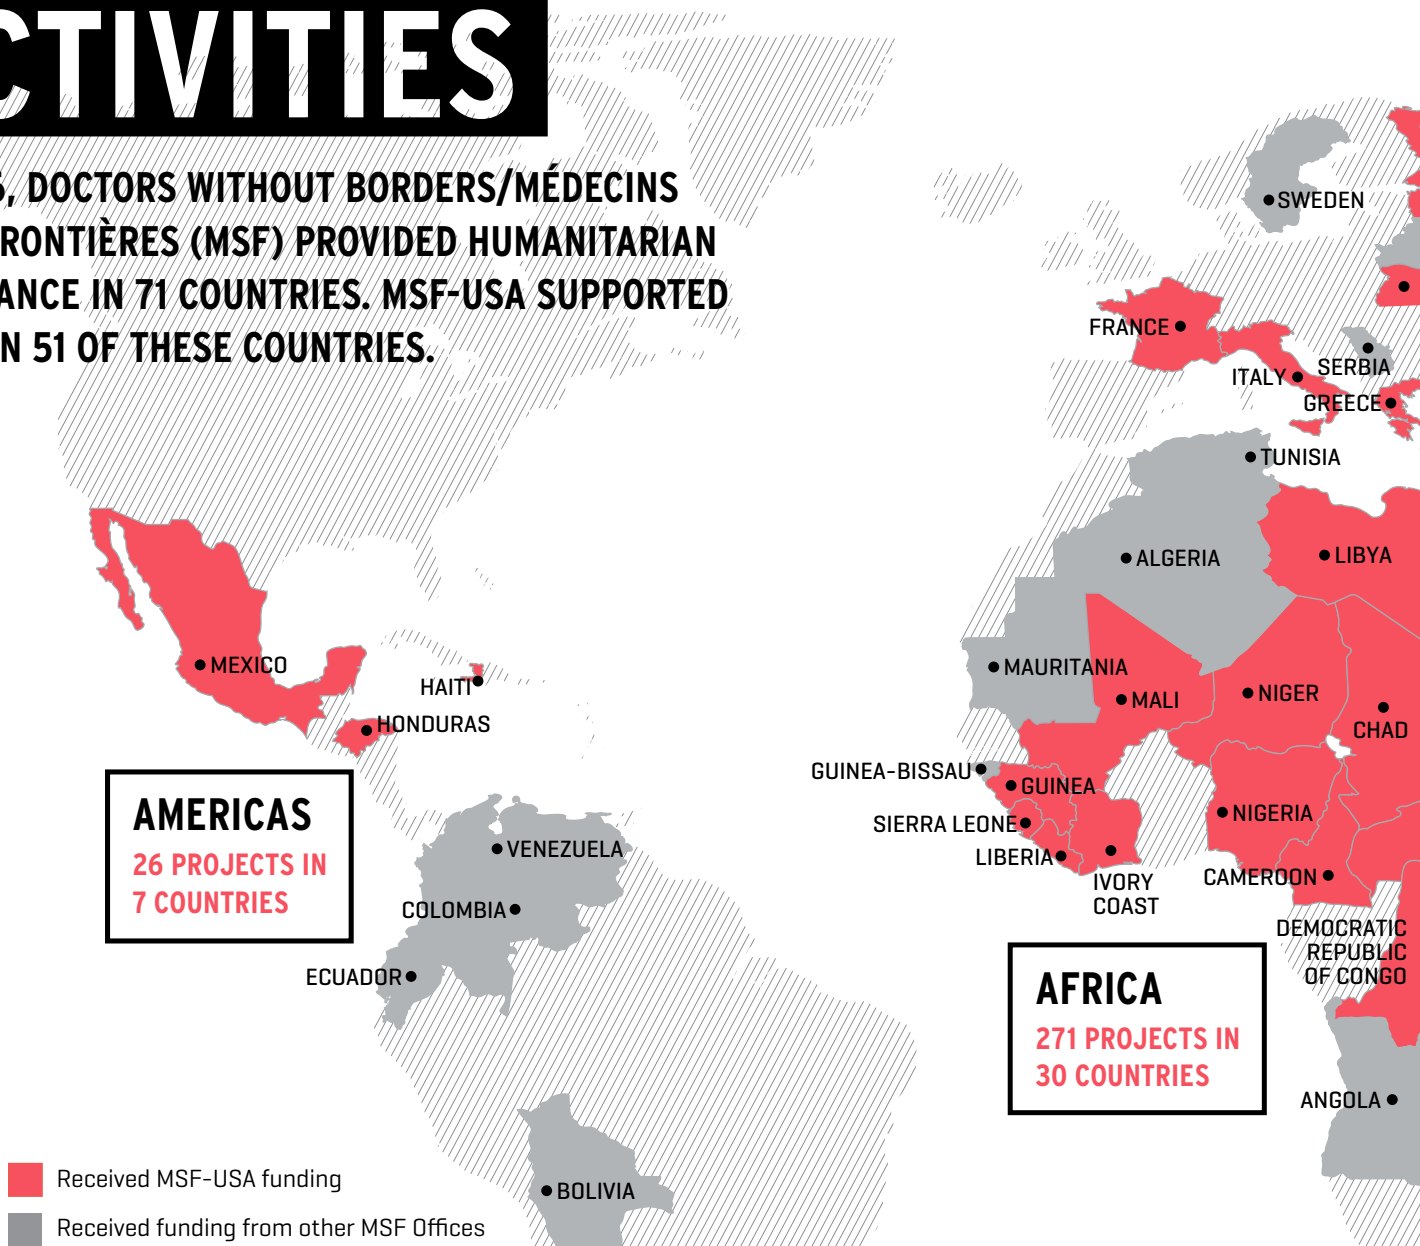 CTIVITIES
S, DOCTORS WITHOUT BORDERS/MÉDECINS
RONTIÈRES (MSF) PROVIDED HUMANITARIAN
ANCE IN 71 COUNTRIES. MSF-USA SUPPORTED
N 51 OF THESE COUNTRIES.
SWEDEN
FRANCE
SERBIA
ITALY
GREECE
TUNISIA
ALGERIA
LIBYA
MEXICO
HAITI
HONDURAS
MAURITANIA
MALI
NIGER
CHAD
GUINEA-BISSAU
GUINEA
SIERRA LEONE
LIBERIA
IVORY
COAST
NIGERIA
CAMEROON
DEMOCRATIC
REPUBLIC
OF CONGO
AMERICAS
26 PROJECTS IN
7 COUNTRIES
VENEZUELA
COLOMBIA
ECUADOR
AFRICA
271 PROJECTS IN
30 COUNTRIES
ANGOLA
BOLIVIA
Received MSF-USA funding
Received funding from other MSF Offices